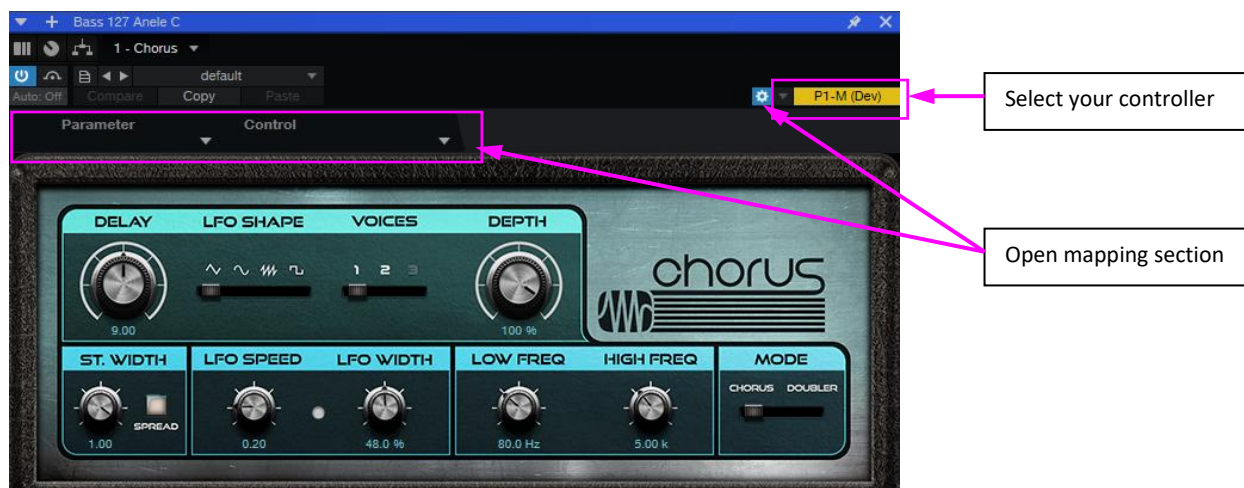 Bass 127 Anele C
1 - Chorus
default
Auto: Off Compare Copy Paste
P1-M (Dev)
Select your controller
Parameter Control
Open mapping section
DELAY LFO SHAPE VOICES DEPTH
1 2 3
chorus
9.00 100 %
ST. WIDTH LFO SPEED LFO WIDTH LOW FREQ HIGH FREQ MODE
CHORUS DOUBLER
SPREAD
1.00 0.20 48.0 % 80.0 Hz 5.00 k